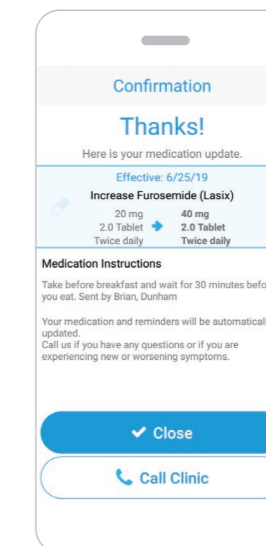 Confirmation
Thanks!
Here is your medication update.
Effective: 6/25/19
Increase Furosemide (Lasix)
20 mg 40 mg
2.0 Tablet 2.0 Tablet
Twice daily Twice daily
Medication Instructions
Take before breakfast and wait for 30 minutes befo
you eat. Sent by Brian, Dunham
Your medication and reminders will be automaticall
updated.
Call us if you have any questions or if you are
experiencing new or worsening symptoms.
Close
Call Clinic